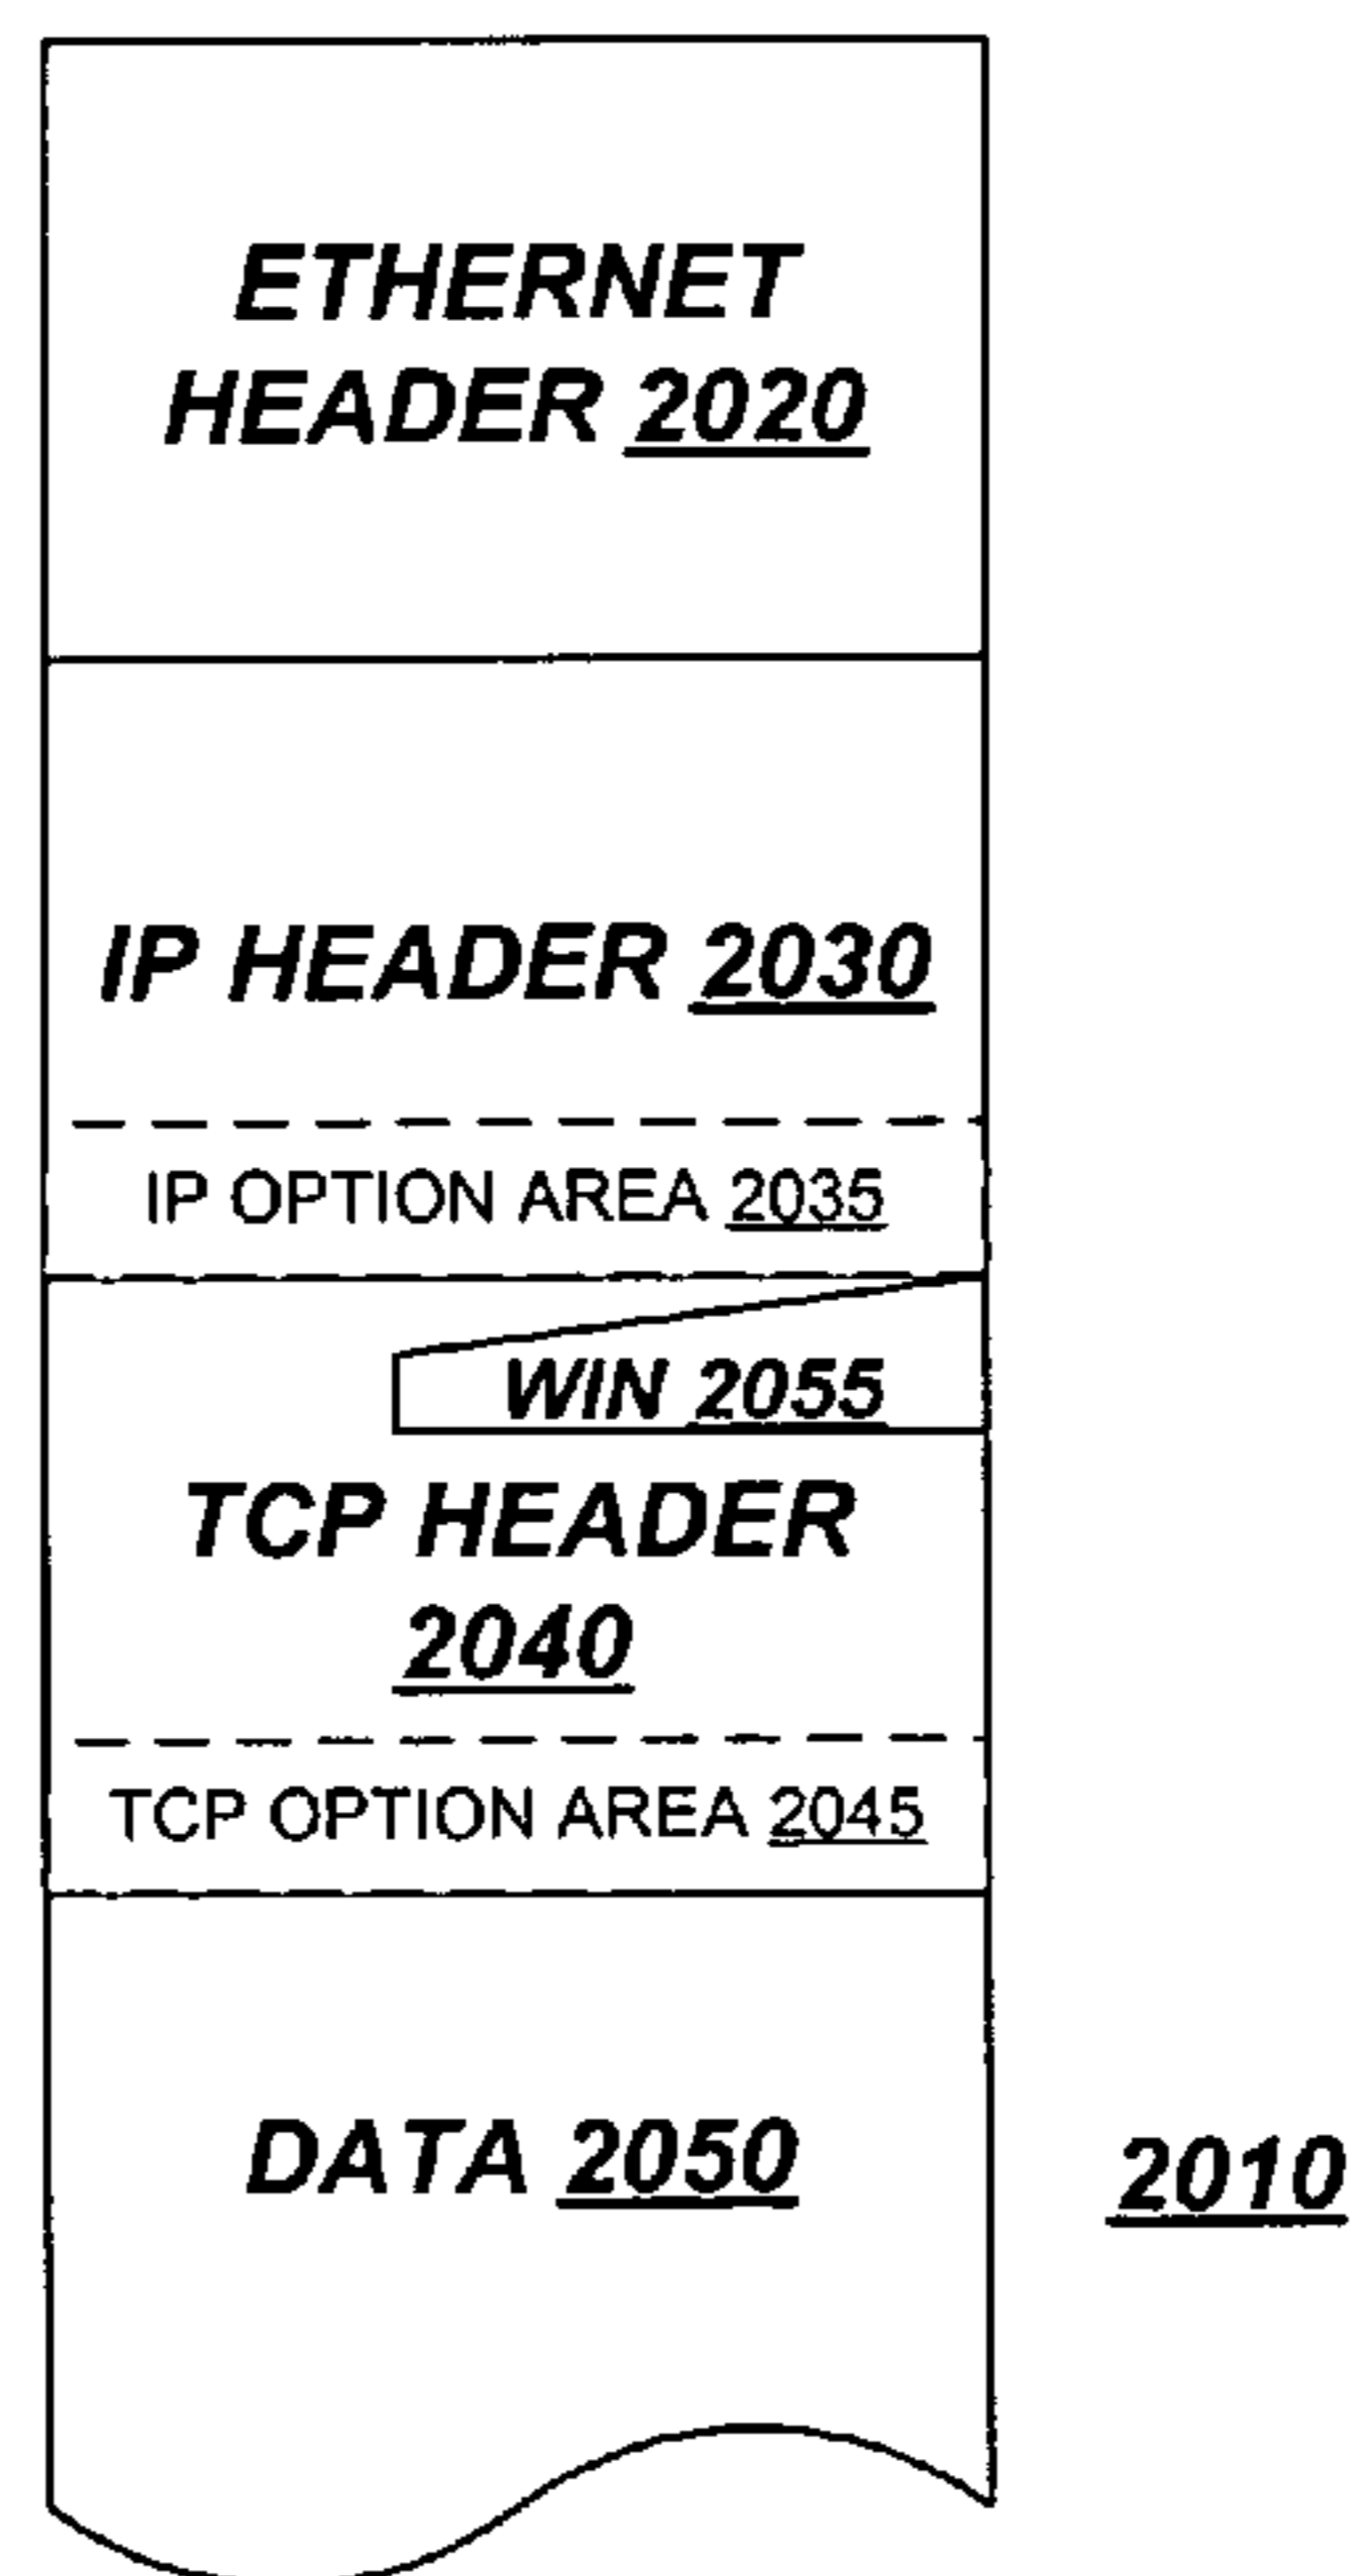 ETHERNET
HEADER 2020
IP HEADER 2030
IP OPTION AREA 2035
WIN 2055
TCP HEADER
2040
TCP OPTION AREA 2045
DATA 2050
2010